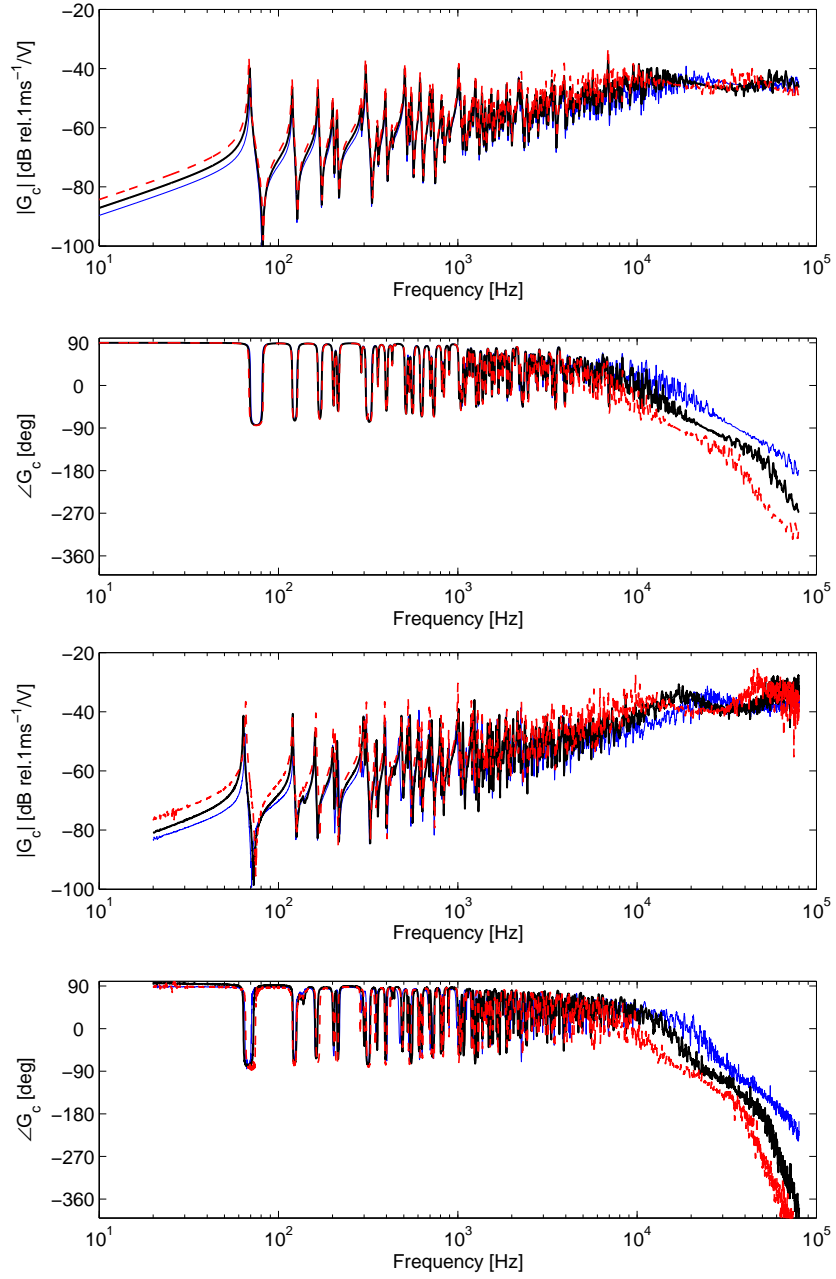 −20
−40
−60
−80
−100
|G_c| [dB rel.1ms^−1/V]
10^1 10^2 10^3 10^4 10^5
Frequency [Hz]
90
0
−90
−180
−270
−360
∠G_c [deg]
10^1 10^2 10^3 10^4 10^5
Frequency [Hz]
−20
−40
−60
−80
−100
|G_c| [dB rel.1ms^−1/V]
10^1 10^2 10^3 10^4 10^5
Frequency [Hz]
90
0
−90
−180
−270
−360
∠G_c [deg]
10^1 10^2 10^3 10^4 10^5
Frequency [Hz]